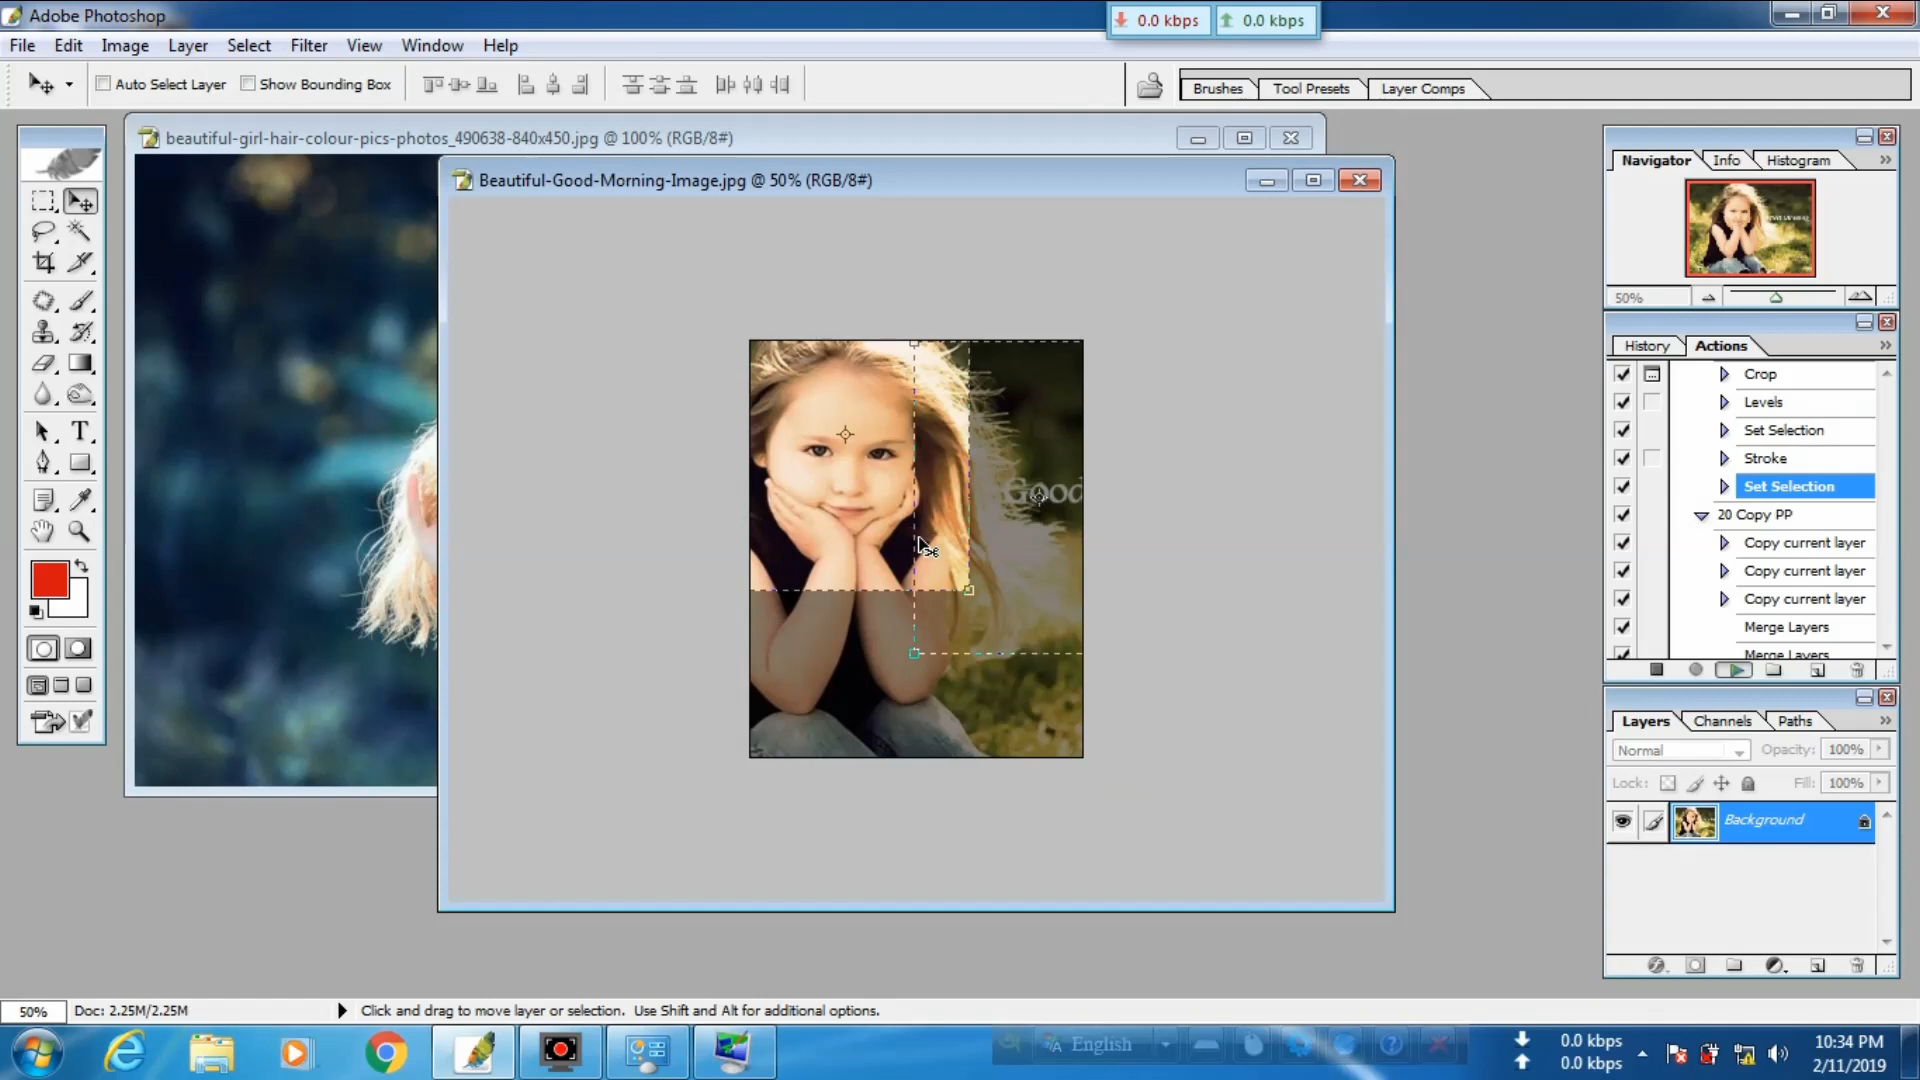 Adobe Photoshop
0.0 kbps 0.0 kbps
File Edit Image Layer Select Filter View Window Help
Auto Select Layer Show Bounding Box
Brushes Tool Presets Layer Comps
beautiful-girl-hair-colour-pics-photos_490638-840x450.jpg @ 100% (RGB/8#)
Beautiful-Good-Morning-Image.jpg @ 50% (RGB/8#)
Navigator Info Histogram
50%
History Actions
Crop
Levels
Set Selection
Stroke
Set Selection
20 Copy PP
Copy current layer
Copy current layer
Copy current layer
Merge Layers
Merge Layers
Good
Layers Channels Paths
Normal Opacity: 100%
Lock: Fill: 100%
Background
50% Doc: 2.25M/2.25M Click and drag to move layer or selection. Use Shift and Alt for additional options.
English
0.0 kbps
0.0 kbps
10:34 PM
2/11/2019